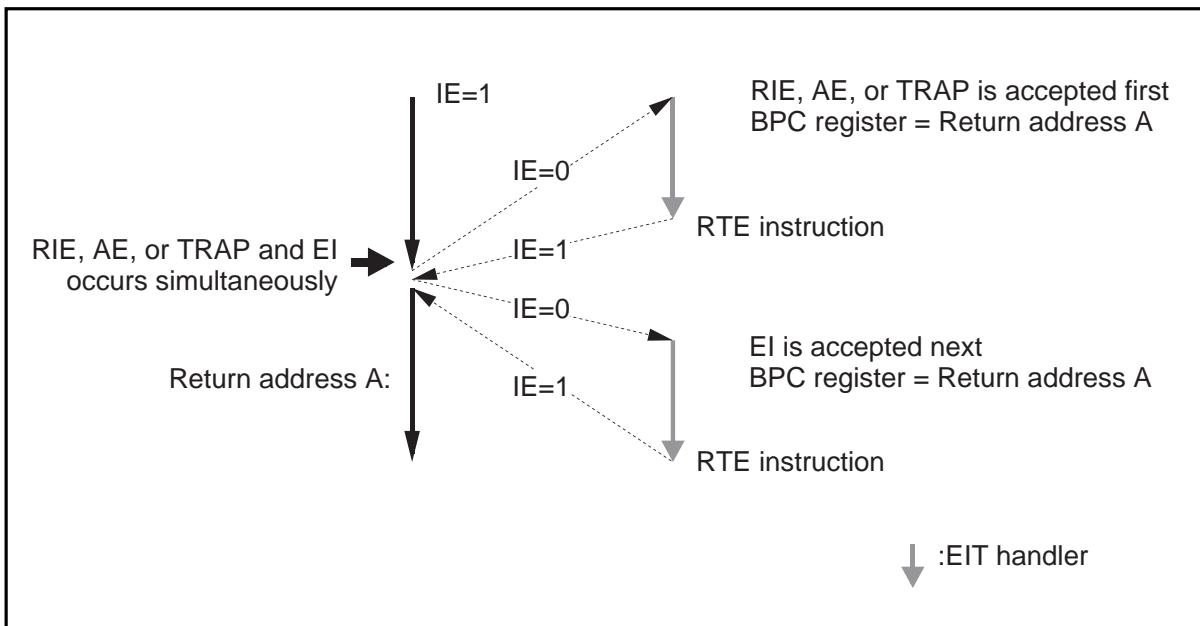 IE=1
RIE, AE, or TRAP is accepted first
BPC register = Return address A
IE=0
RTE instruction
RIE, AE, or TRAP and EI
occurs simultaneously
IE=1
IE=0
EI is accepted next
BPC register = Return address A
Return address A:
IE=1
RTE instruction
:EIT handler